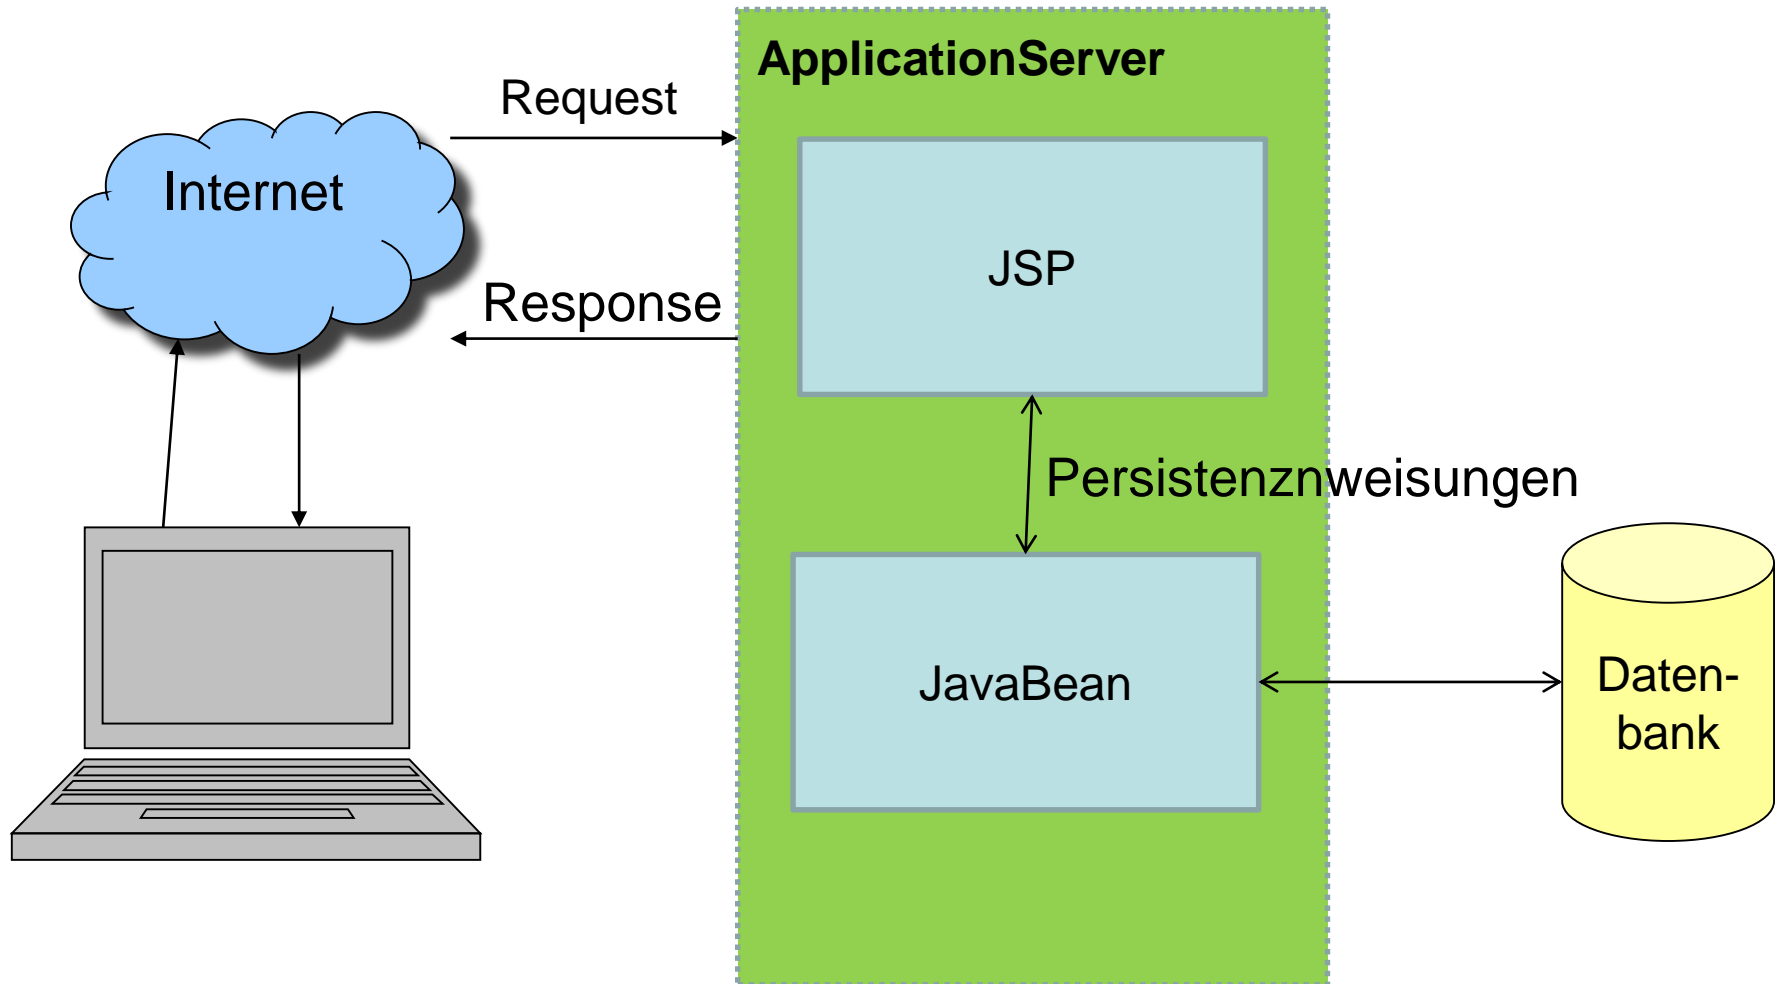 ApplicationServer
Request
Internet
JSP
Response
Persistenznweisungen
JavaBean
Daten-
bank